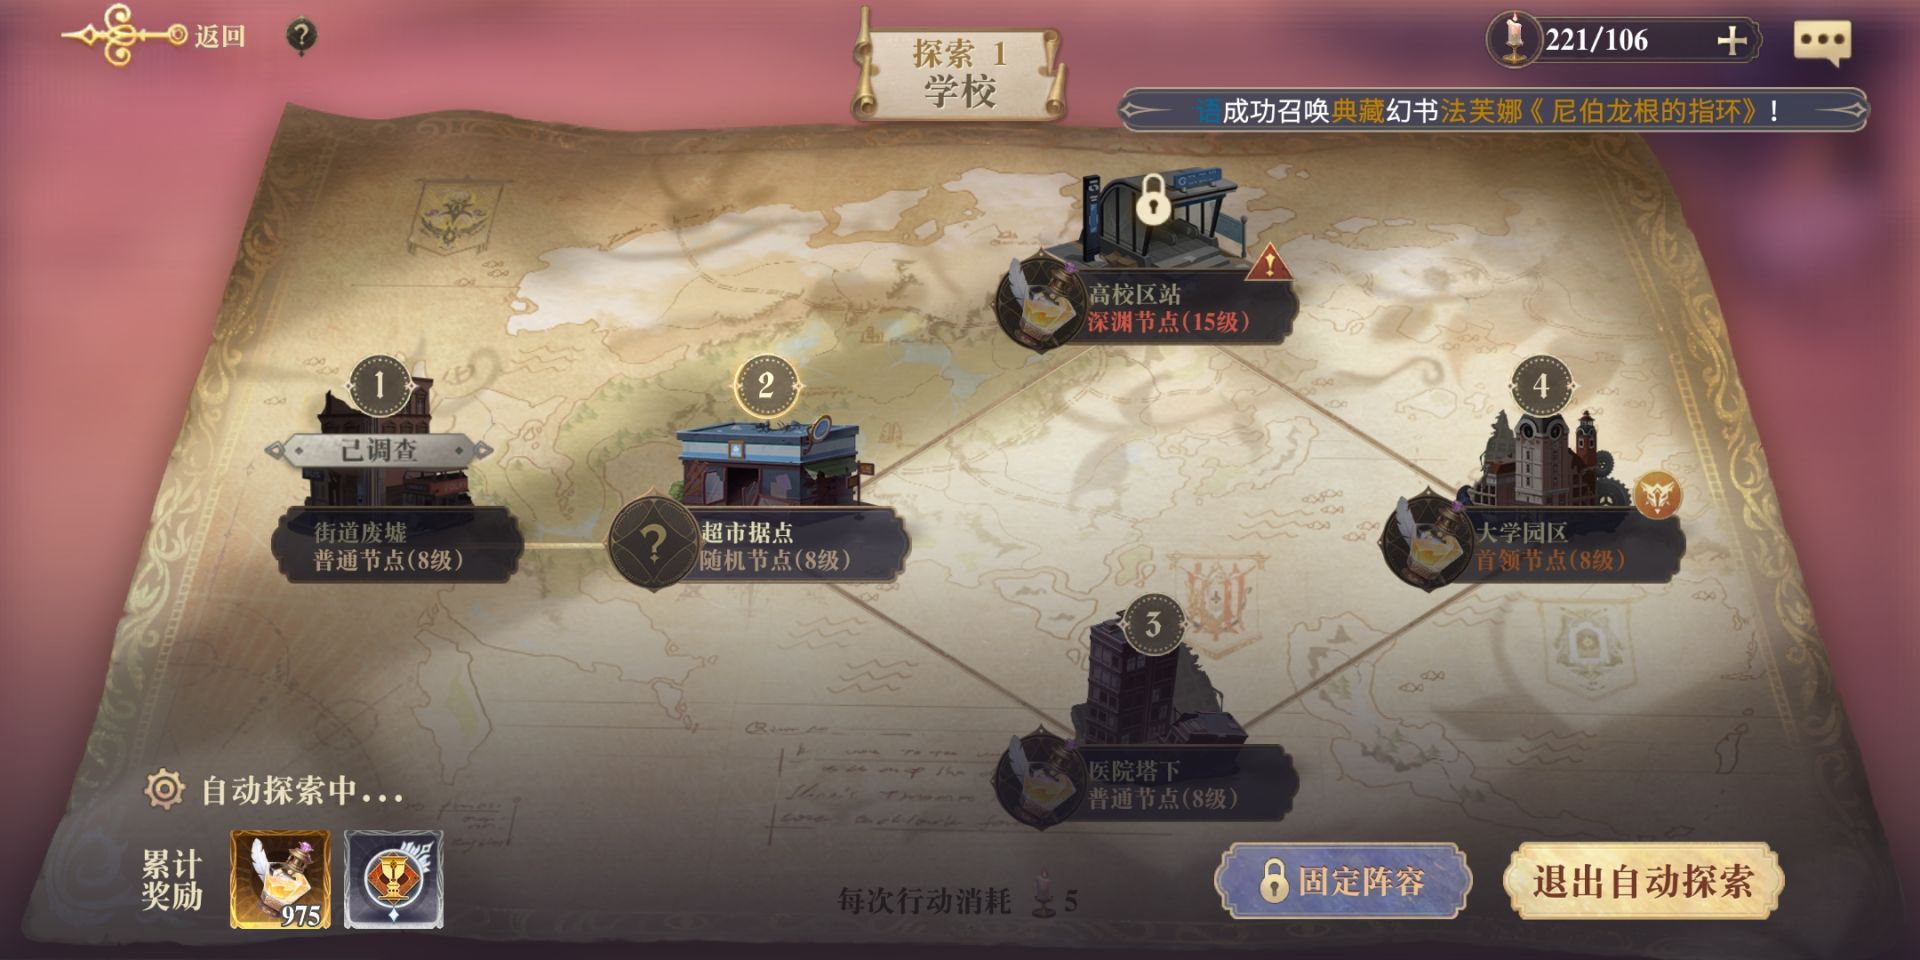 返回
?
探索 1
学校
221/106
语成功召唤典藏幻书法芙娜《尼伯龙根的指环》！
高校区站
深渊节点(15级)
1
已调查
街道废墟
普通节点(8级)
2
?
超市据点
随机节点(8级)
4
大学园区
首领节点(8级)
3
医院塔下
普通节点(8级)
自动探索中...
累计
奖励
975
每次行动消耗 5
固定阵容
退出自动探索